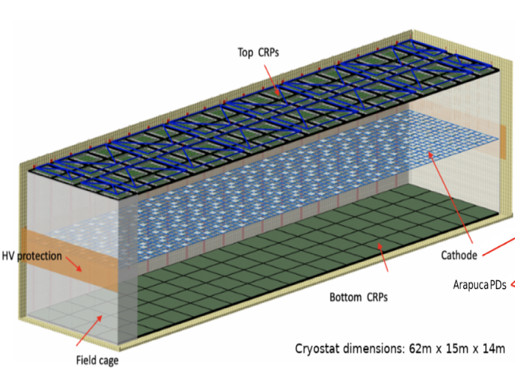 Top CRPs
HV protection
Cathode
Arapuca PDs
Bottom CRPs
Cryostat dimensions: 62m x 15m x 14m
Field cage